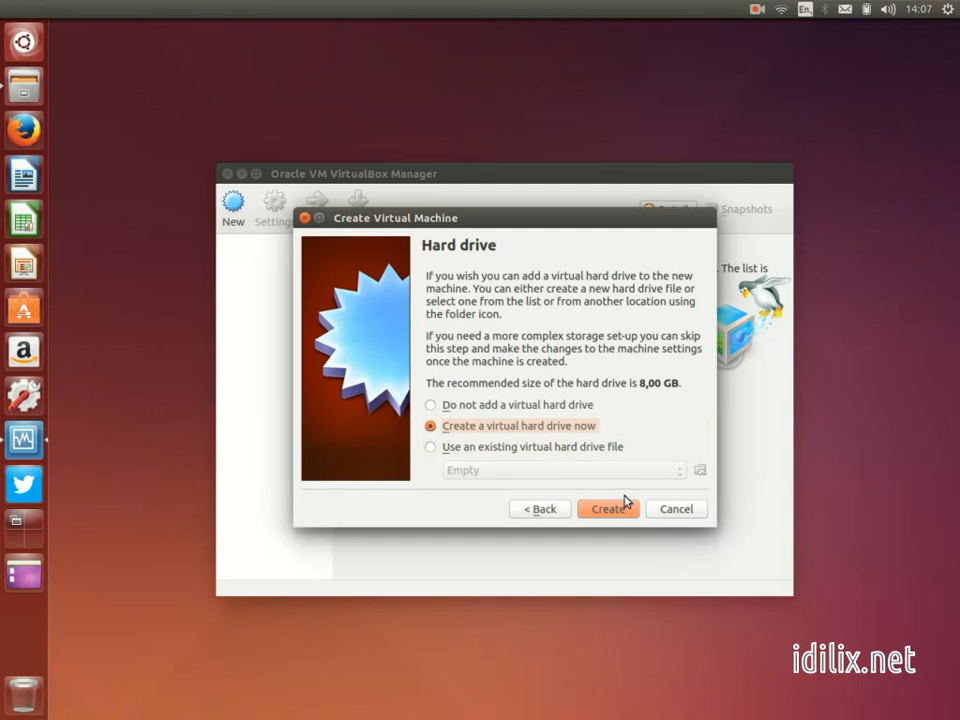 En
14:07
Oracle VM VirtualBox Manager
New
Snapshots
Create Virtual Machine
Hard drive
. The list is
If you wish you can add a virtual hard drive to the new
machine. You can either create a new hard drive file or
select one from the list or from another location using
the folder icon.
If you need a more complex storage set-up you can skip
this step and make the changes to the machine settings
once the machine is created.
The recommended size of the hard drive is 8,00 GB.
Do not add a virtual hard drive
Create a virtual hard drive now
Use an existing virtual hard drive file
Empty
< Back
Create
Cancel
a
idilix.net